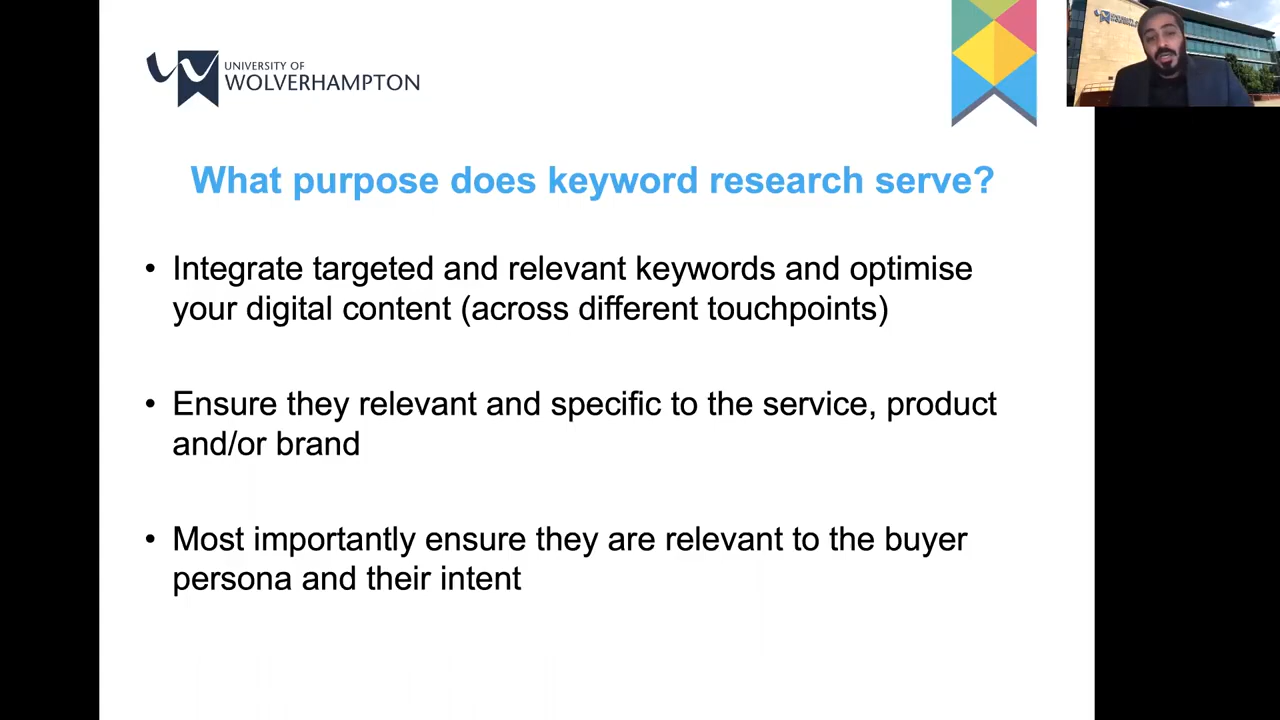 UNIVERSITY OF
WOLVERHAMPTON
What purpose does keyword research serve?
• Integrate targeted and relevant keywords and optimise
your digital content (across different touchpoints)
• Ensure they relevant and specific to the service, product
and/or brand
• Most importantly ensure they are relevant to the buyer
persona and their intent